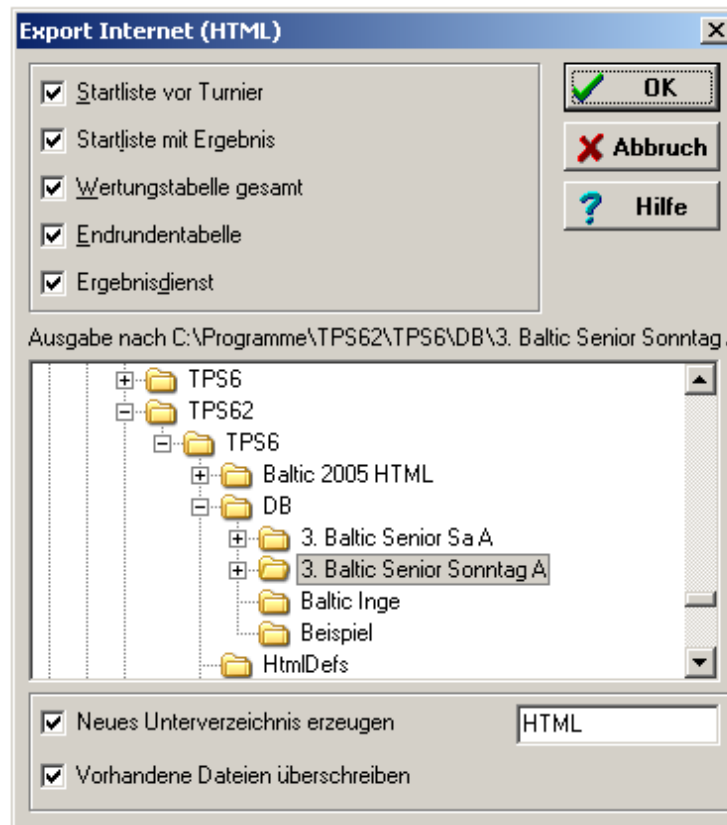 Export Internet (HTML)
Startliste vor Turnier
OK
Startliste mit Ergebnis
Abbruch
Wertungstabelle gesamt
Hilfe
Endrundentabelle
Ergebnisdienst
Ausgabe nach C:\Programme\TPS62\TPS6\DB\3. Baltic Senior Sonntag
TPS6
TPS62
TPS6
Baltic 2005 HTML
DB
3. Baltic Senior Sa A
3. Baltic Senior Sonntag A
Baltic Inge
Beispiel
HtmlDefs
Neues Unterverzeichnis erzeugen
HTML
Vorhandene Dateien überschreiben